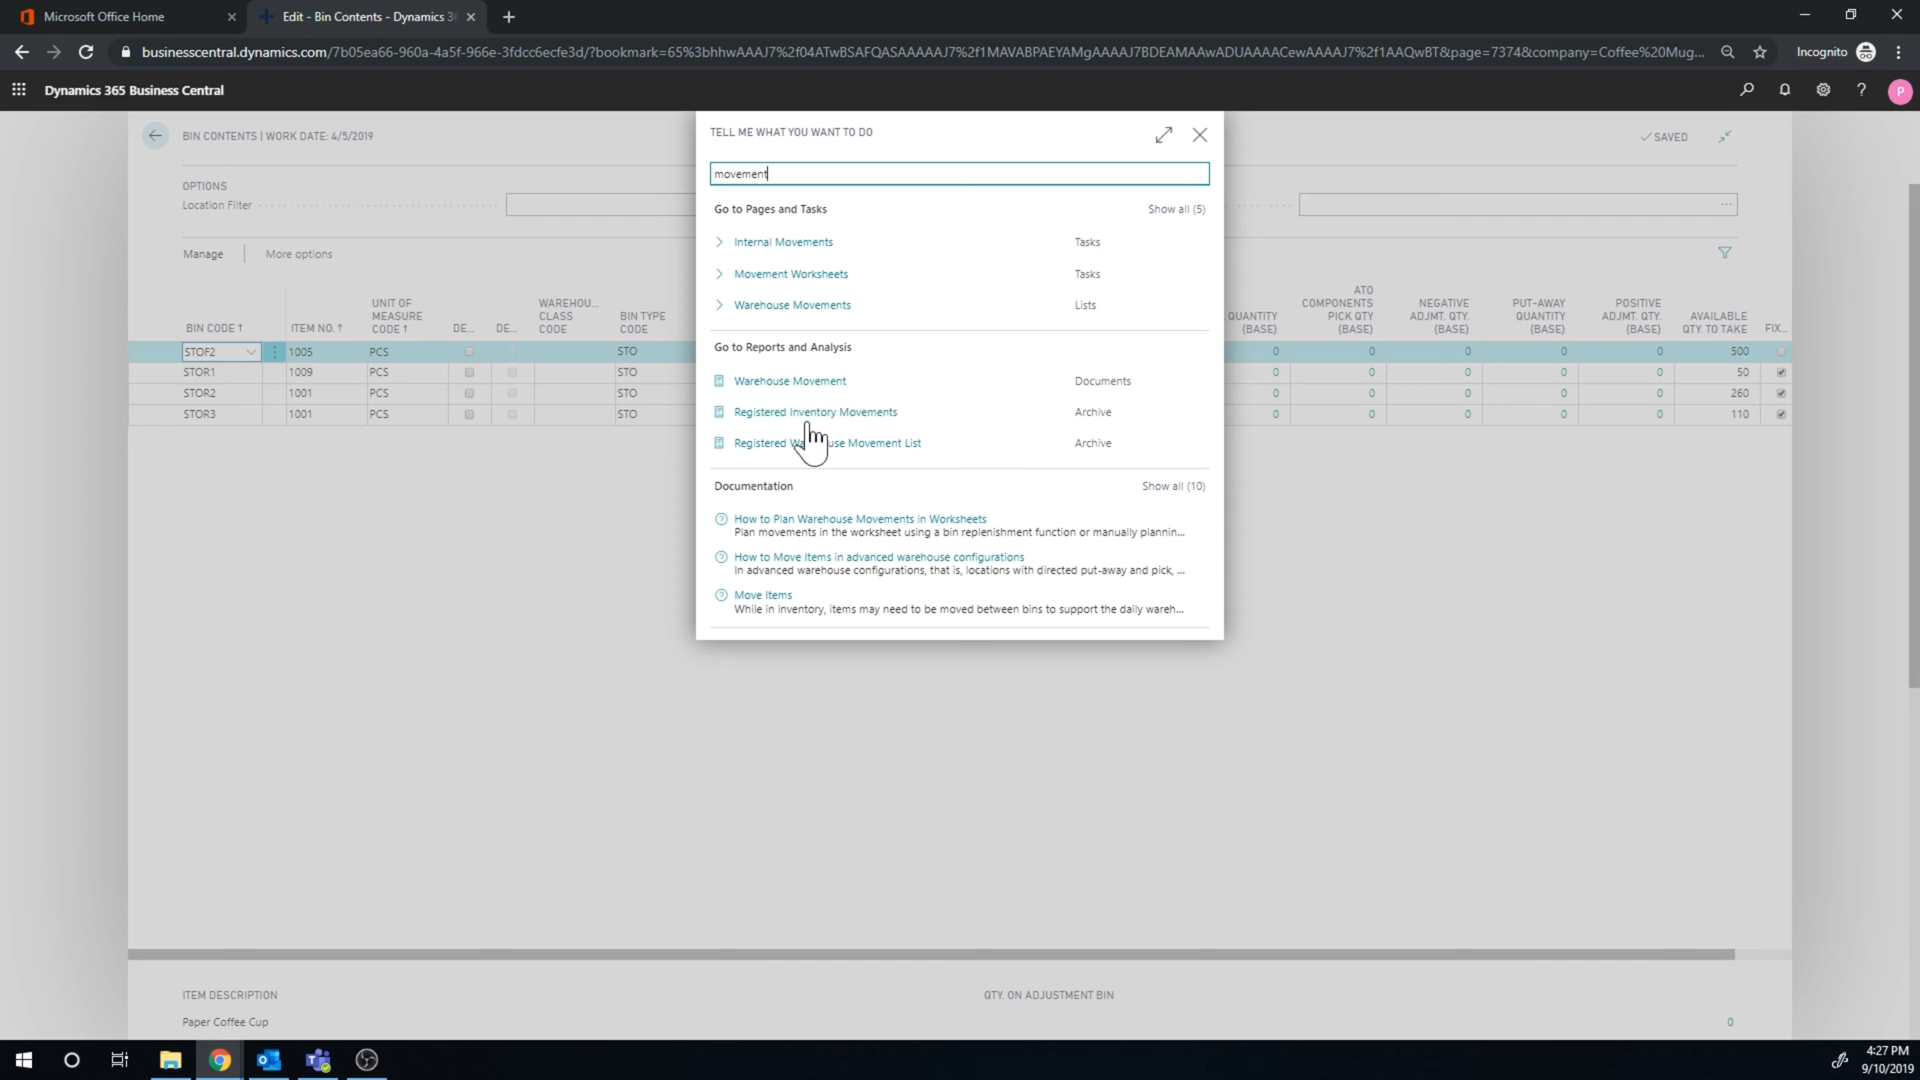 Microsoft Office Home
Edit - Bin Contents - Dynamics 36
businesscentral.dynamics.com/7b05ea66-960a-4a5f-966e-3fdcc6ecfe3d/?bookmark=65%3bhhwAAAJ7%2f04ATwBSAFQASAAAAAJ7%2f1MAVABPAEYAMgAAAAJ7BDEAMAAwADUAAAACewAAAAJ7%2f1AAQwBT&page=7374&company=Coffee%20Mug...
Incognito
Dynamics 365 Business Central
P
BIN CONTENTS | WORK DATE: 4/5/2019
SAVED
OPTIONS
Location Filter
Manage
More options
BIN CODE ↑ ITEM NO. ↑ UNIT OF MEASURE CODE ↑ DE... DE... WAREHOU... CLASS CODE BIN TYPE CODE QUANTITY (BASE) ATO COMPONENTS PICK QTY (BASE) NEGATIVE ADJMT. QTY. (BASE) PUT-AWAY QUANTITY (BASE) POSITIVE ADJMT. QTY. (BASE) AVAILABLE QTY. TO TAKE FIX...
STOF2 1005 PCS STO 0 0 0 0 0 500
STOR1 1009 PCS STO 0 0 0 0 0 50
STOR2 1001 PCS STO 0 0 0 0 0 260
STOR3 1001 PCS STO 0 0 0 0 0 110
TELL ME WHAT YOU WANT TO DO
movement
Go to Pages and Tasks Show all (5)
Internal Movements Tasks
Movement Worksheets Tasks
Warehouse Movements Lists
Go to Reports and Analysis
Warehouse Movement Documents
Registered Inventory Movements Archive
Registered Wa use Movement List Archive
Documentation Show all (10)
How to Plan Warehouse Movements in Worksheets
Plan movements in the worksheet using a bin replenishment function or manually plannin...
How to Move Items in advanced warehouse configurations
In advanced warehouse configurations, that is, locations with directed put-away and pick, ...
Move Items
While in inventory, items may need to be moved between bins to support the daily wareh...
ITEM DESCRIPTION
QTY. ON ADJUSTMENT BIN
Paper Coffee Cup
0
4:27 PM
9/10/2019